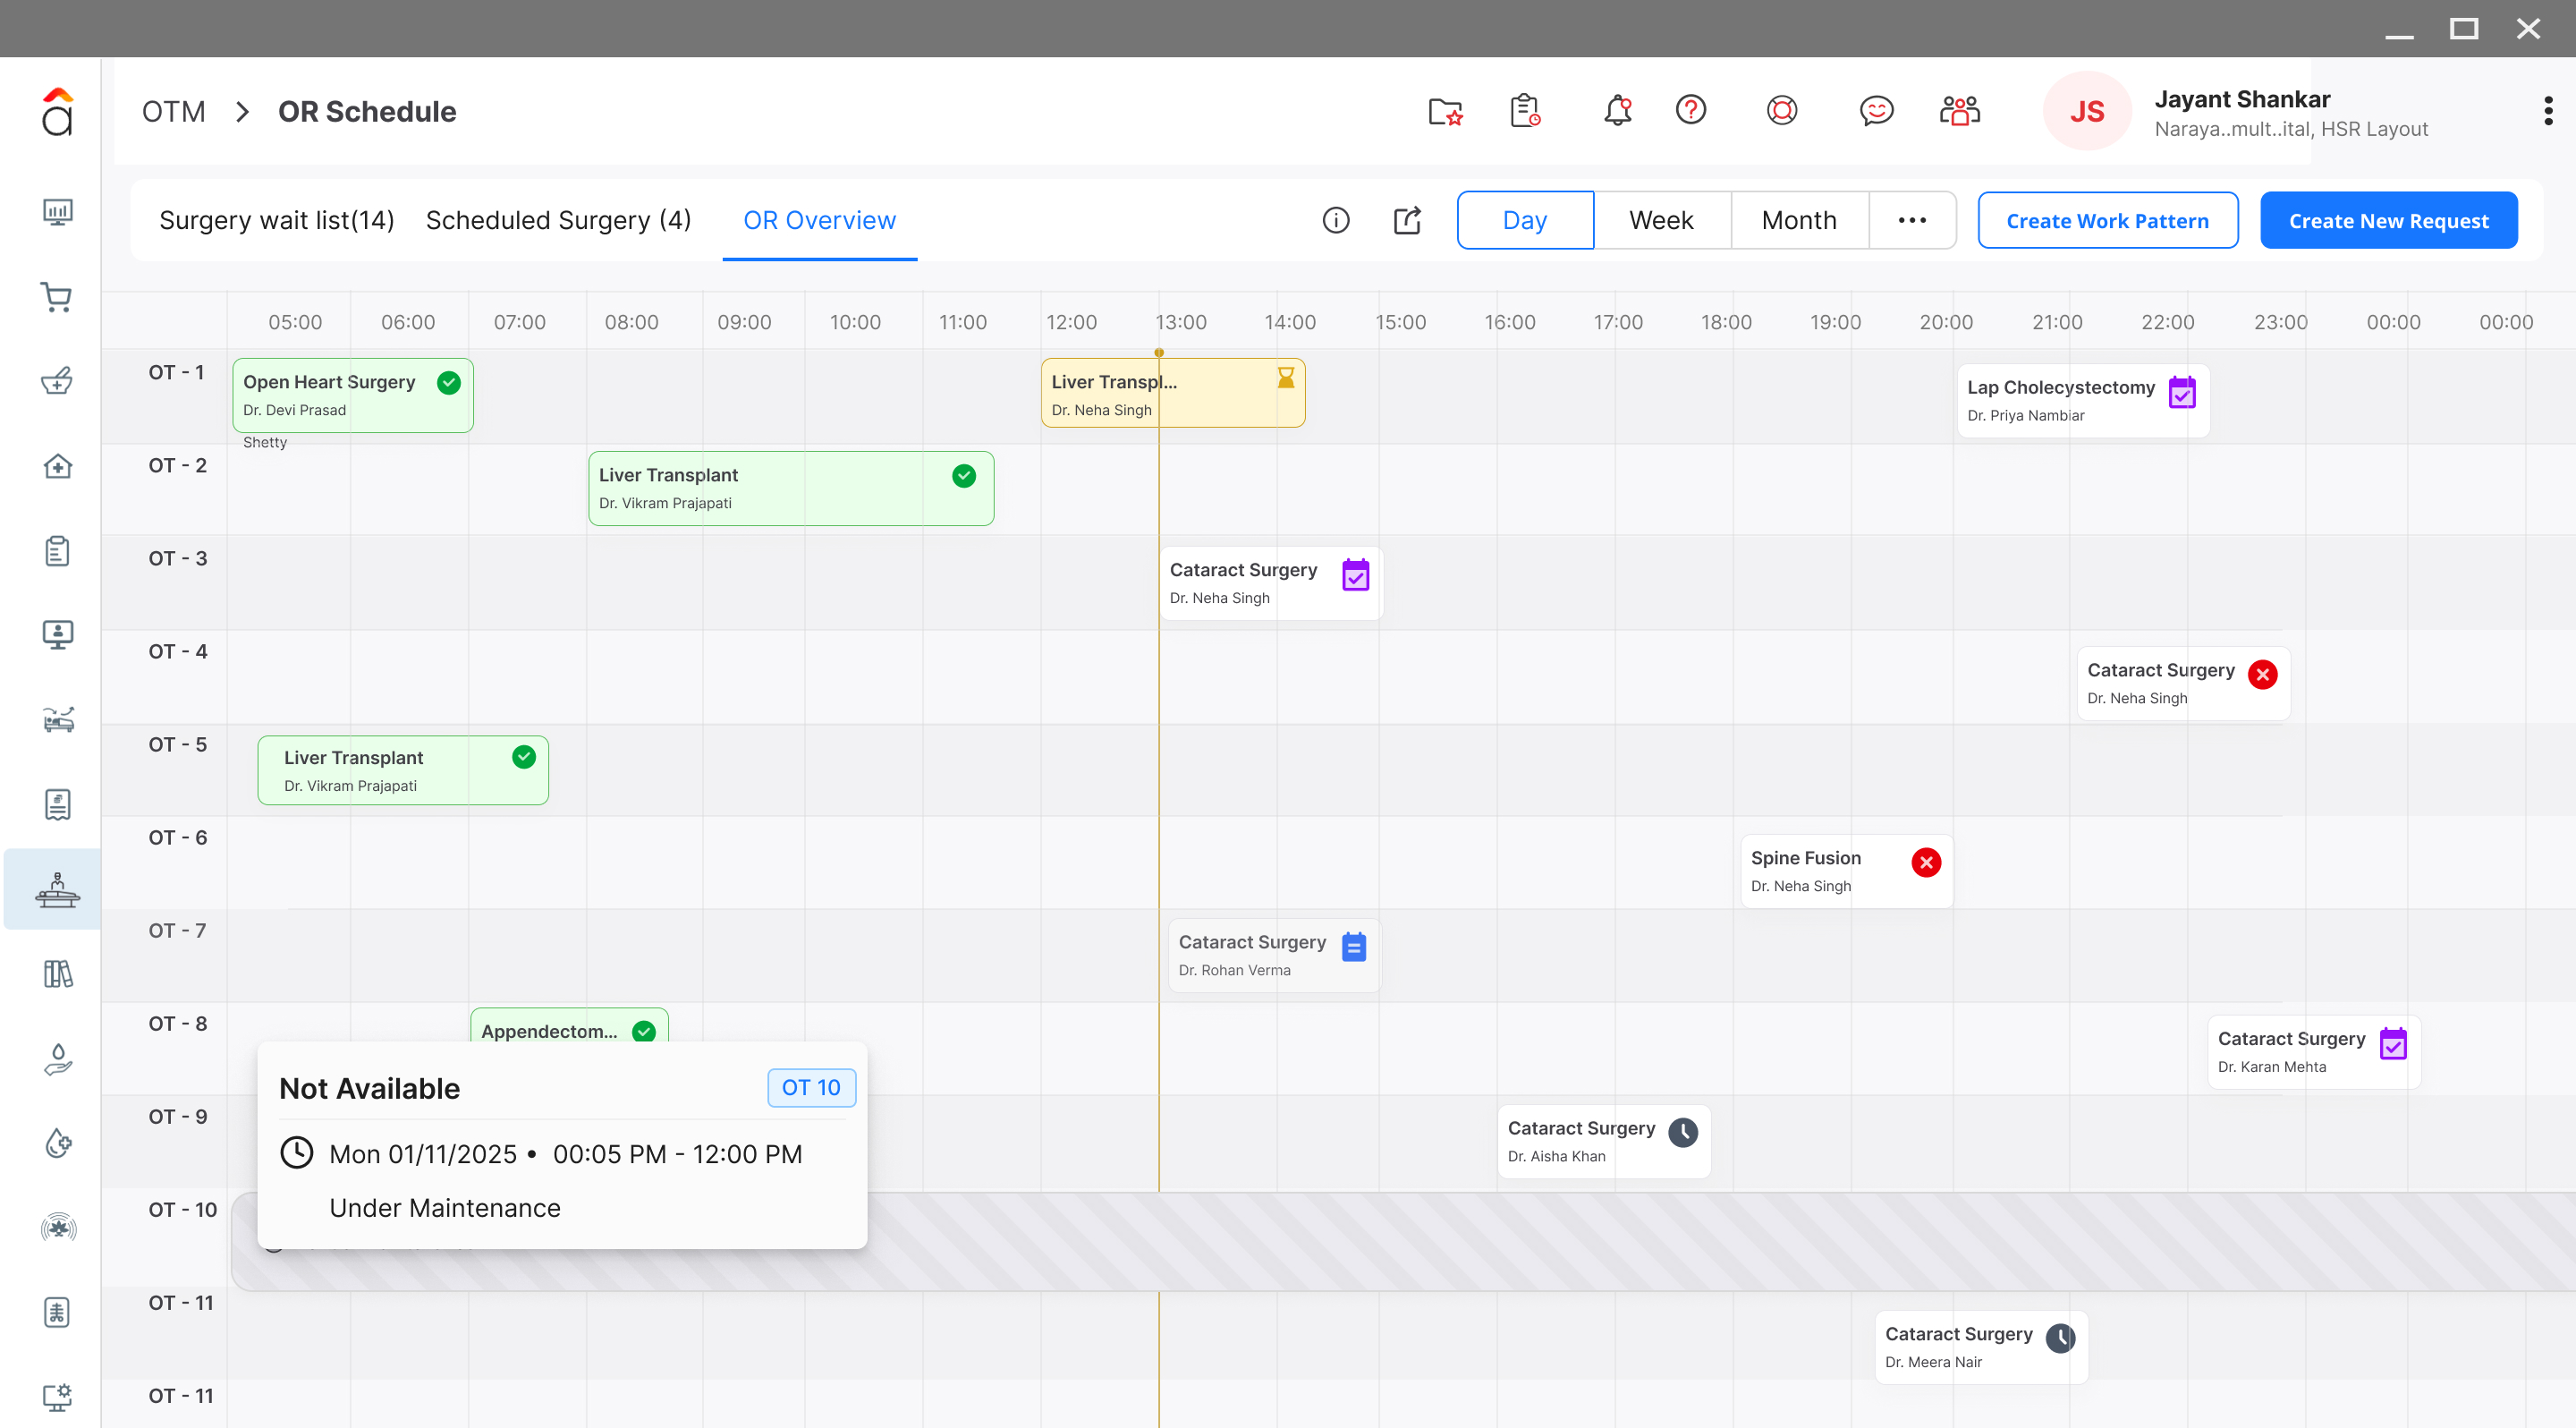 OTM > OR Schedule
JS
Jayant Shankar
Naraya..mult..ital, HSR Layout
Surgery wait list(14) Scheduled Surgery (4) OR Overview
Day Week Month ••• Create Work Pattern Create New Request
05:00 06:00 07:00 08:00 09:00 10:00 11:00 12:00 13:00 14:00 15:00 16:00 17:00 18:00 19:00 20:00 21:00 22:00 23:00 00:00 00:00
OT - 1
Open Heart Surgery
Dr. Devi Prasad
Shetty
Liver Transpl...
Dr. Neha Singh
Lap Cholecystectomy
Dr. Priya Nambiar
OT - 2
Liver Transplant
Dr. Vikram Prajapati
OT - 3
Cataract Surgery
Dr. Neha Singh
OT - 4
Cataract Surgery
Dr. Neha Singh
OT - 5
Liver Transplant
Dr. Vikram Prajapati
OT - 6
Spine Fusion
Dr. Neha Singh
OT - 7
Cataract Surgery
Dr. Rohan Verma
OT - 8
Appendectom...
Cataract Surgery
Dr. Karan Mehta
Not Available OT 10
Mon 01/11/2025 • 00:05 PM - 12:00 PM
Under Maintenance
OT - 9
Cataract Surgery
Dr. Aisha Khan
OT - 10
OT - 11
Cataract Surgery
Dr. Meera Nair
OT - 11